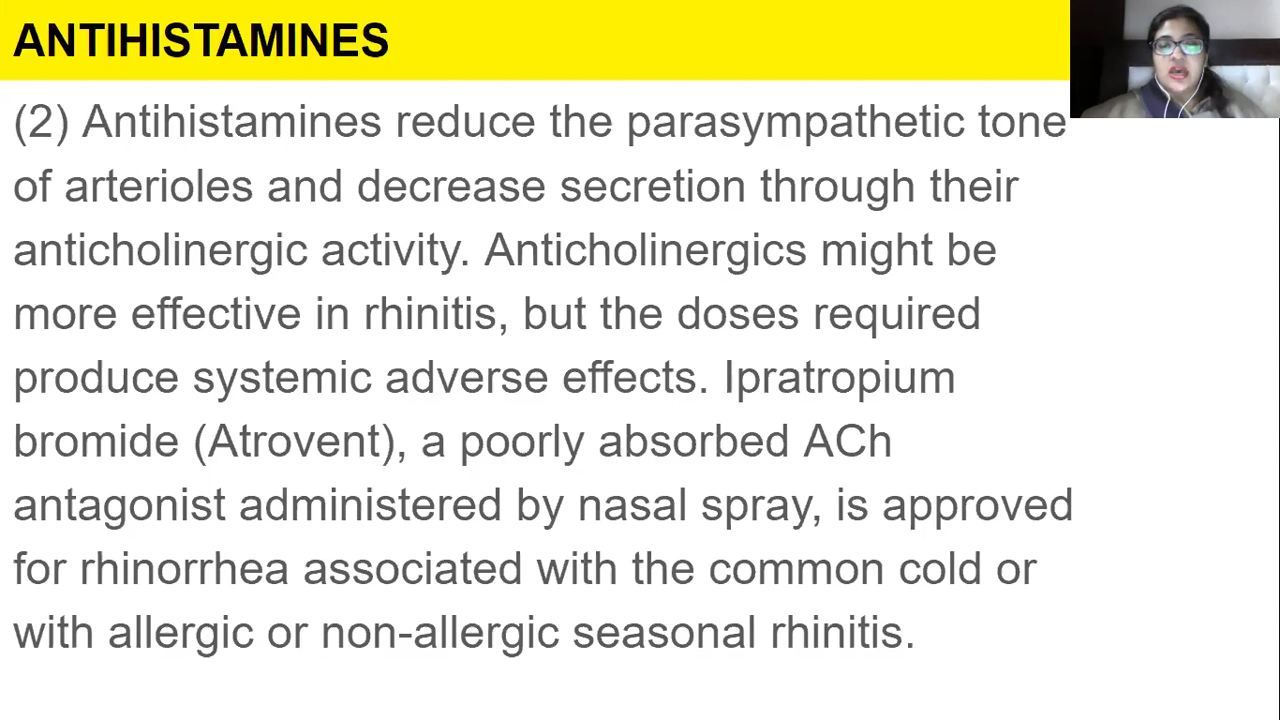 ANTIHISTAMINES
(2) Antihistamines reduce the parasympathetic tone
of arterioles and decrease secretion through their
anticholinergic activity. Anticholinergics might be
more effective in rhinitis, but the doses required
produce systemic adverse effects. Ipratropium
bromide (Atrovent), a poorly absorbed ACh
antagonist administered by nasal spray, is approved
for rhinorrhea associated with the common cold or
with allergic or non-allergic seasonal rhinitis.